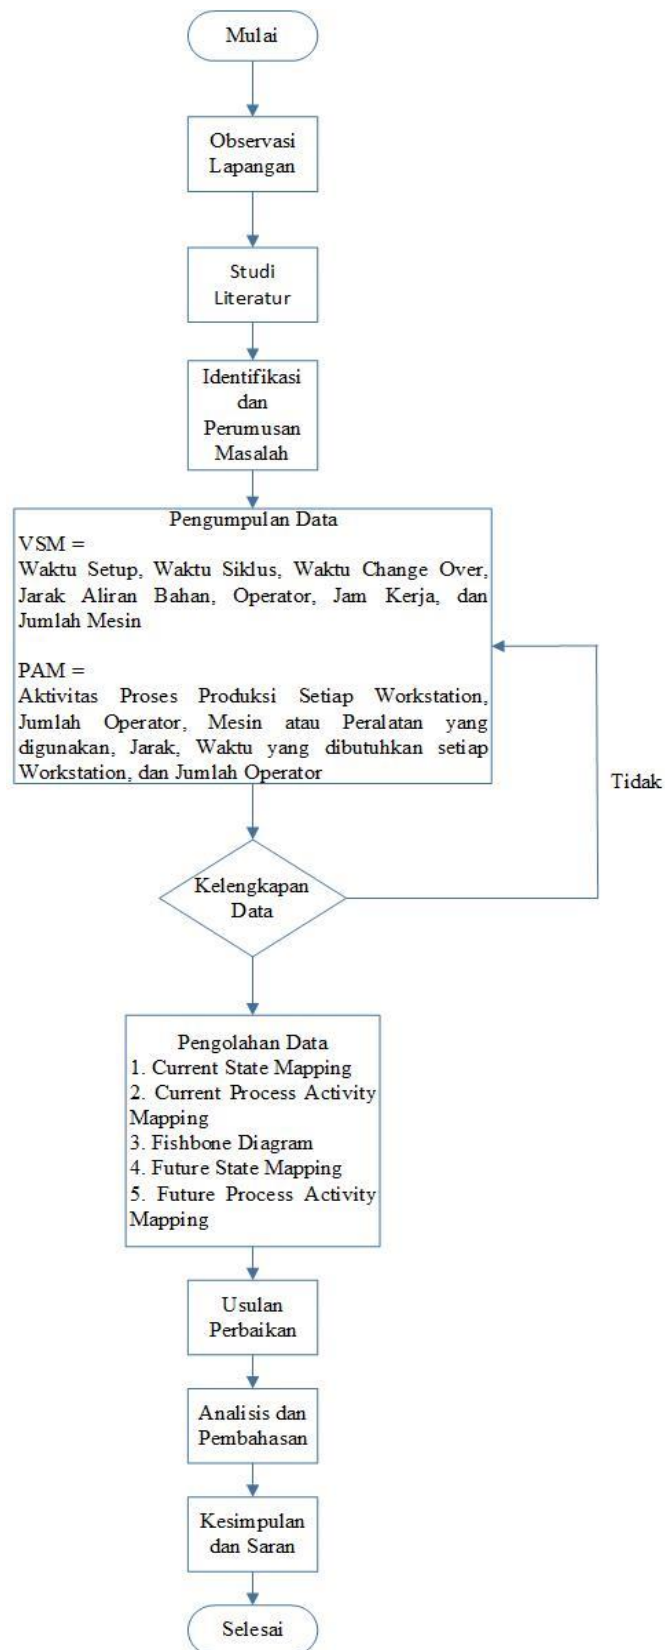 Mulai
Observasi
Lapangan
Studi
Literatur
Identifikasi
dan
Perumusan
Masalah
Pengumpulan Data
VSM =
Waktu Setup, Waktu Siklus, Waktu Change Over,
Jarak Aliran Bahan, Operator, Jam Kerja, dan
Jumlah Mesin
PAM =
Aktivitas Proses Produksi Setiap Workstation,
Jumlah Operator, Mesin atau Peralatan yang
digunakan, Jarak, Waktu yang dibutuhkan setiap
Workstation, dan Jumlah Operator
Tidak
Kelengkapan
Data
Pengolahan Data
1. Current State Mapping
2. Current Process Activity
Mapping
3. Fishbone Diagram
4. Future State Mapping
5. Future Process Activity
Mapping
Usulan
Perbaikan
Analisis dan
Pembahasan
Kesimpulan
dan Saran
Selesai